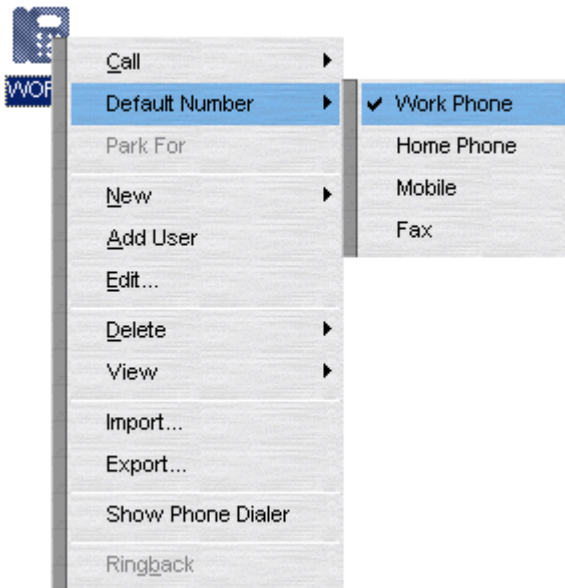 Call
Default Number
Work Phone
Park For
Home Phone
New
Mobile
Add User
Fax
Edit...
Delete
View
Import...
Export...
Show Phone Dialer
Ringback